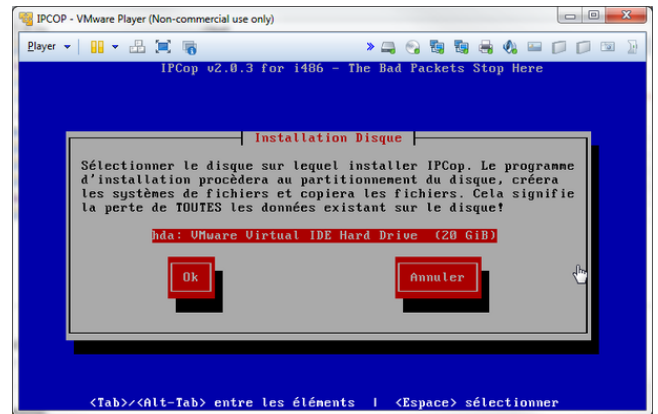 IPCOP - VMware Player (Non-commercial use only)
Player
IPCop v2.0.3 for i486 - The Bad Packets Stop Here
Installation Disque
Sélectionner le disque sur lequel installer IPCop. Le programme
d'installation procèdera au partitionnement du disque, créera
les systèmes de fichiers et copiera les fichiers. Cela signifie
la perte de TOUTES les données existant sur le disque!
hda: VMware Virtual IDE Hard Drive (20 GiB)
Ok Annuler
<Tab>/<Alt-Tab> entre les éléments | <Espace> sélectionner